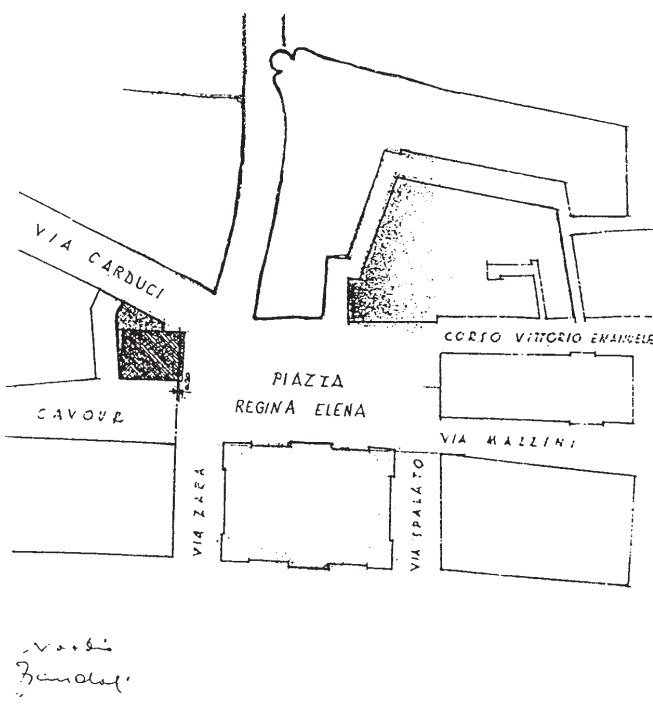 VIA CARDUCI
CORSO VITTORIO EMANUELE
PIAZZA
REGINA ELENA
CAVOUR
VIA MAZZINI
VIA ZARA
VIA SPALATO